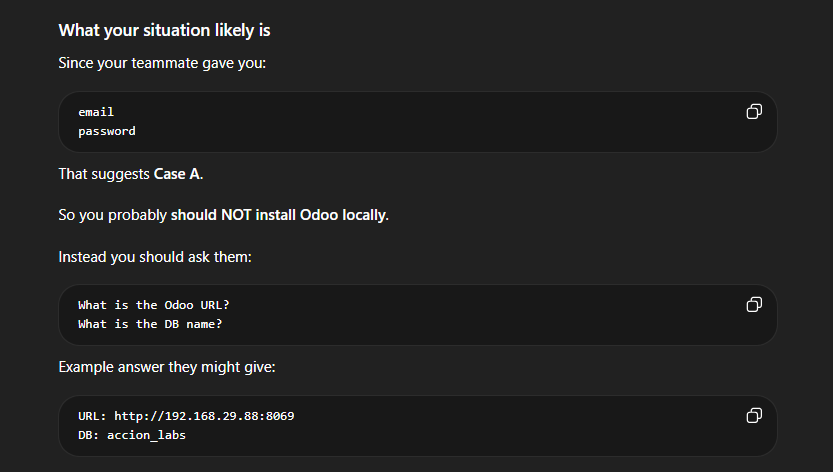 What your situation likely is
Since your teammate gave you:
email
password
That suggests Case A.
So you probably should NOT install Odoo locally.
Instead you should ask them:
What is the Odoo URL?
What is the DB name?
Example answer they might give:
URL: http://192.168.29.88:8069
DB: accion_labs